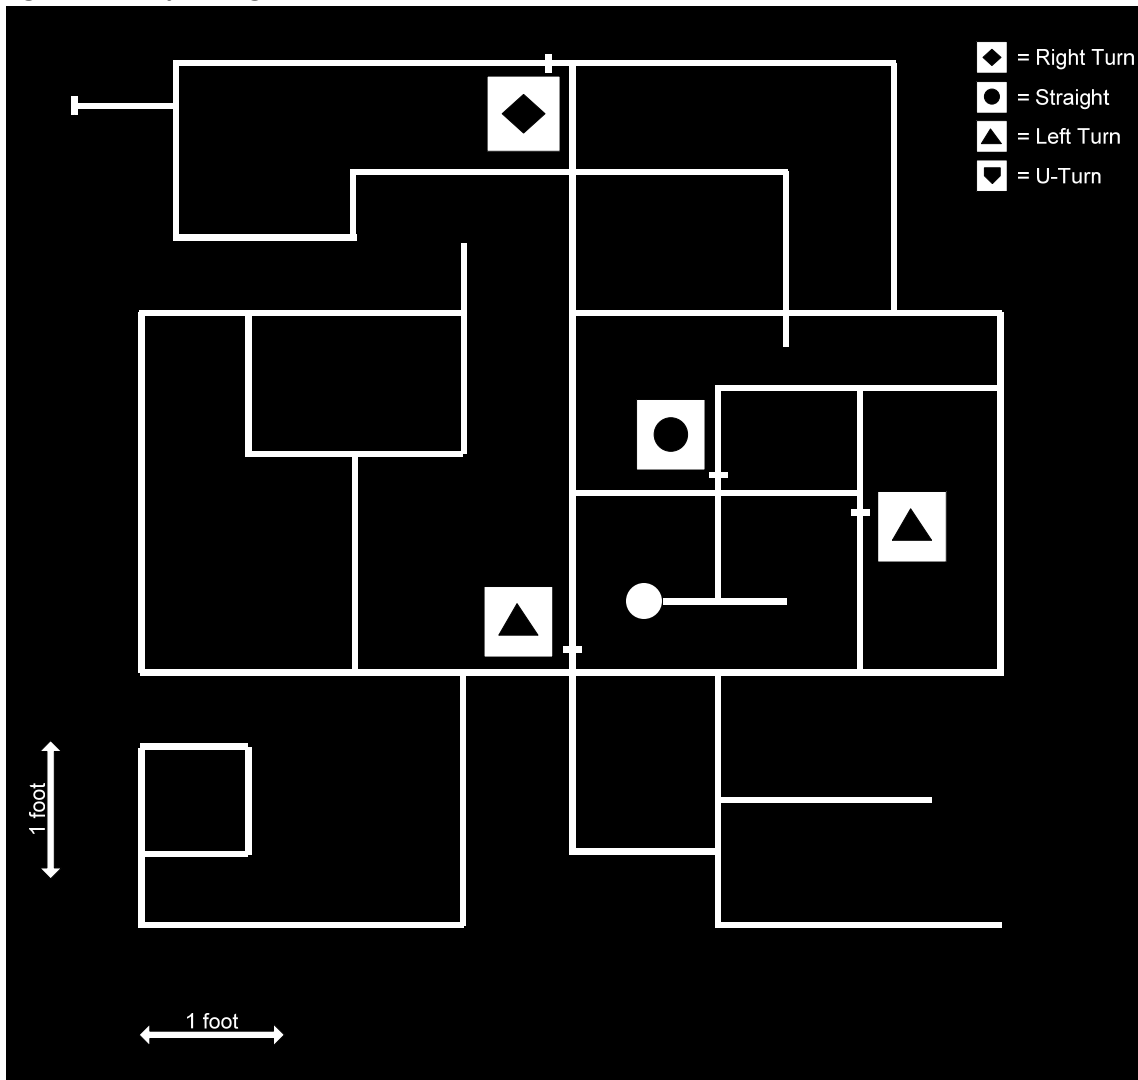 = Right Turn
= Straight
= Left Turn
= U-Turn
1 foot
1 foot